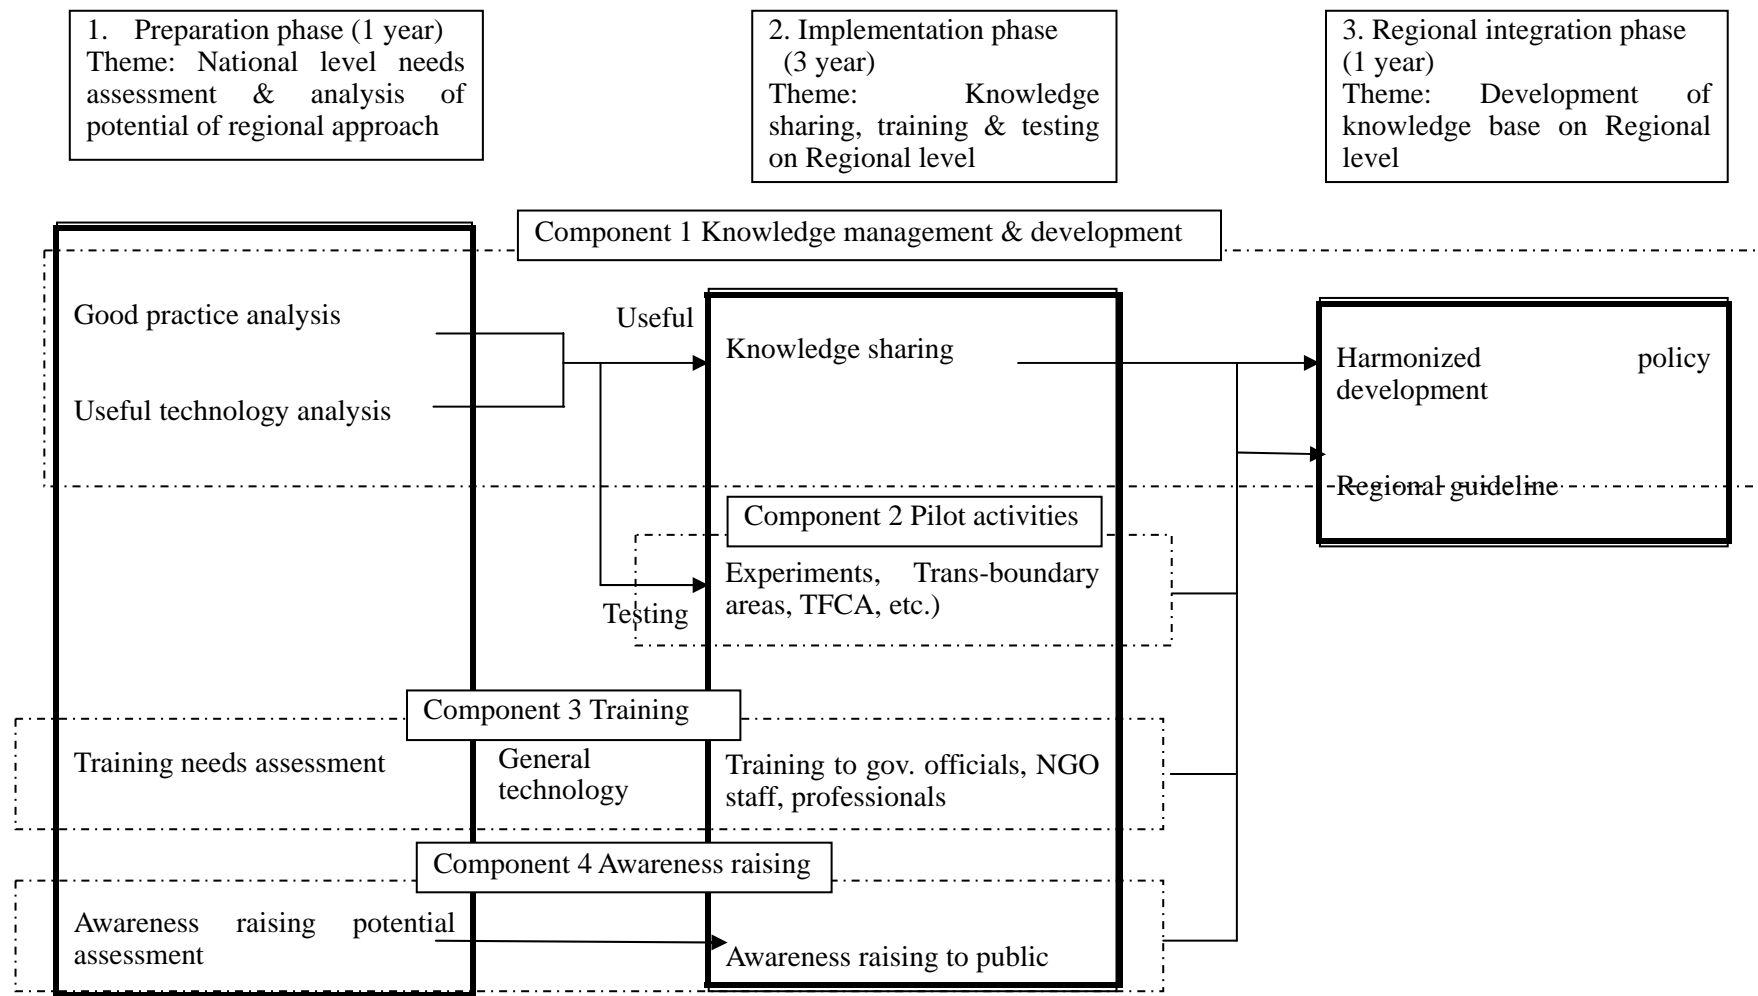 1. Preparation phase (1 year)
Theme: National level needs
assessment & analysis of
potential of regional approach
2. Implementation phase
(3 year)
Theme: Knowledge
sharing, training & testing
on Regional level
3. Regional integration phase
(1 year)
Theme: Development of
knowledge base on Regional
level
Component 1 Knowledge management & development
Good practice analysis
Useful
Knowledge sharing
Harmonized policy
development
Useful technology analysis
Regional guideline
Component 2 Pilot activities
Experiments, Trans-boundary
areas, TFCA, etc.)
Testing
Component 3 Training
Training needs assessment
General
technology
Training to gov. officials, NGO
staff, professionals
Component 4 Awareness raising
Awareness raising potential
assessment
Awareness raising to public